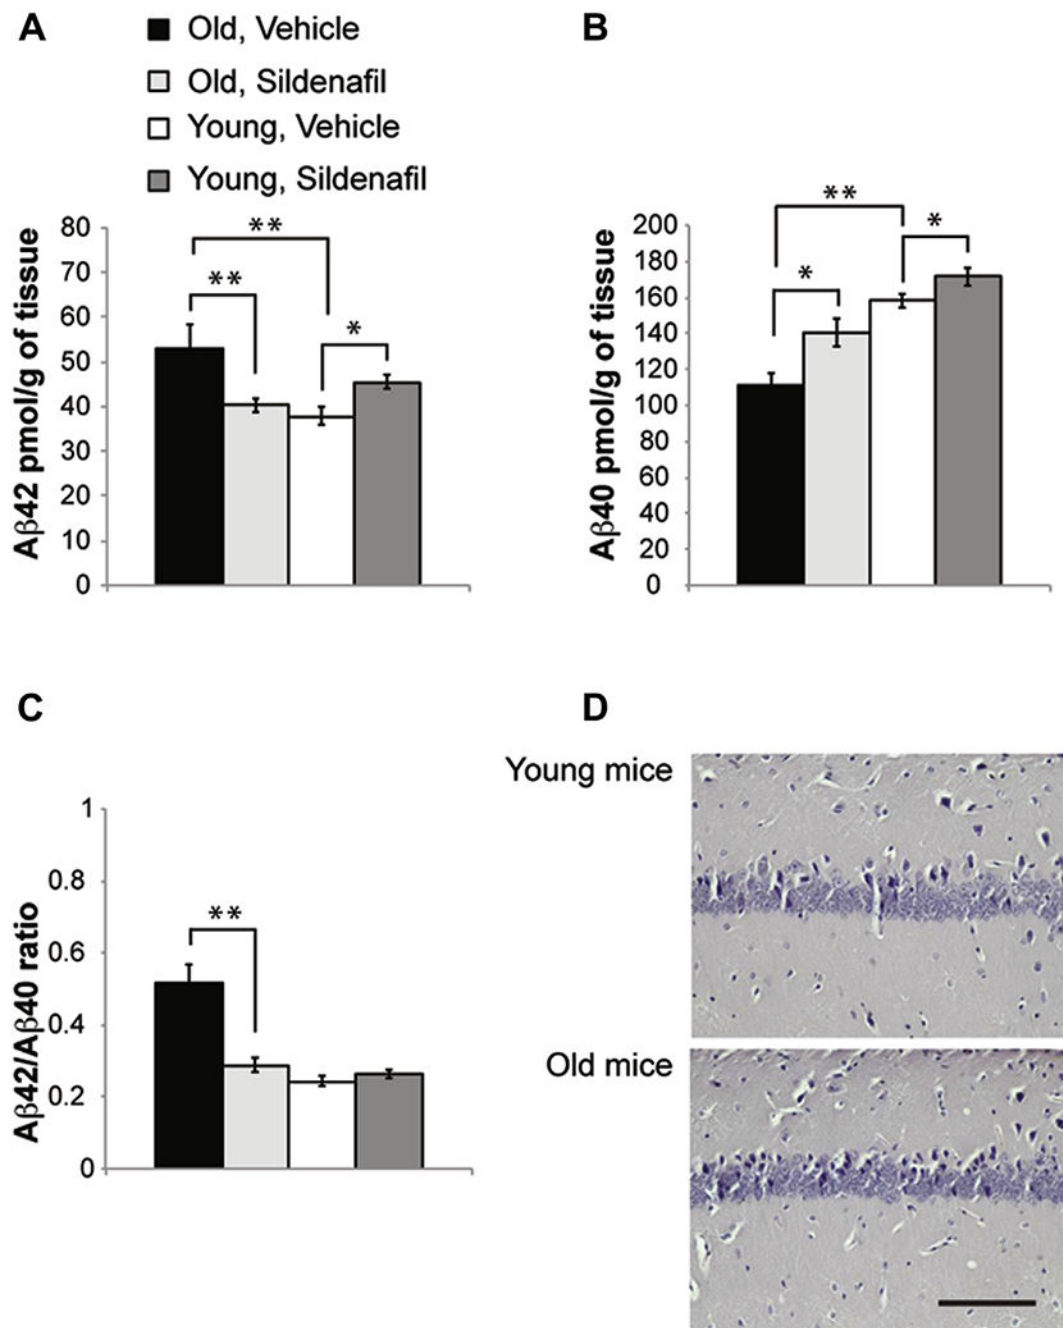 A
Old, Vehicle
Old, Sildenafil
Young, Vehicle
Young, Sildenafil
Aβ42 pmol/g of tissue
80
70
60
50
40
30
20
10
0
**
**
*
B
Aβ40 pmol/g of tissue
200
180
160
140
120
100
80
60
40
20
0
**
*
*
C
Aβ42/Aβ40 ratio
1
0.8
0.6
0.4
0.2
0
**
D
Young mice
Old mice